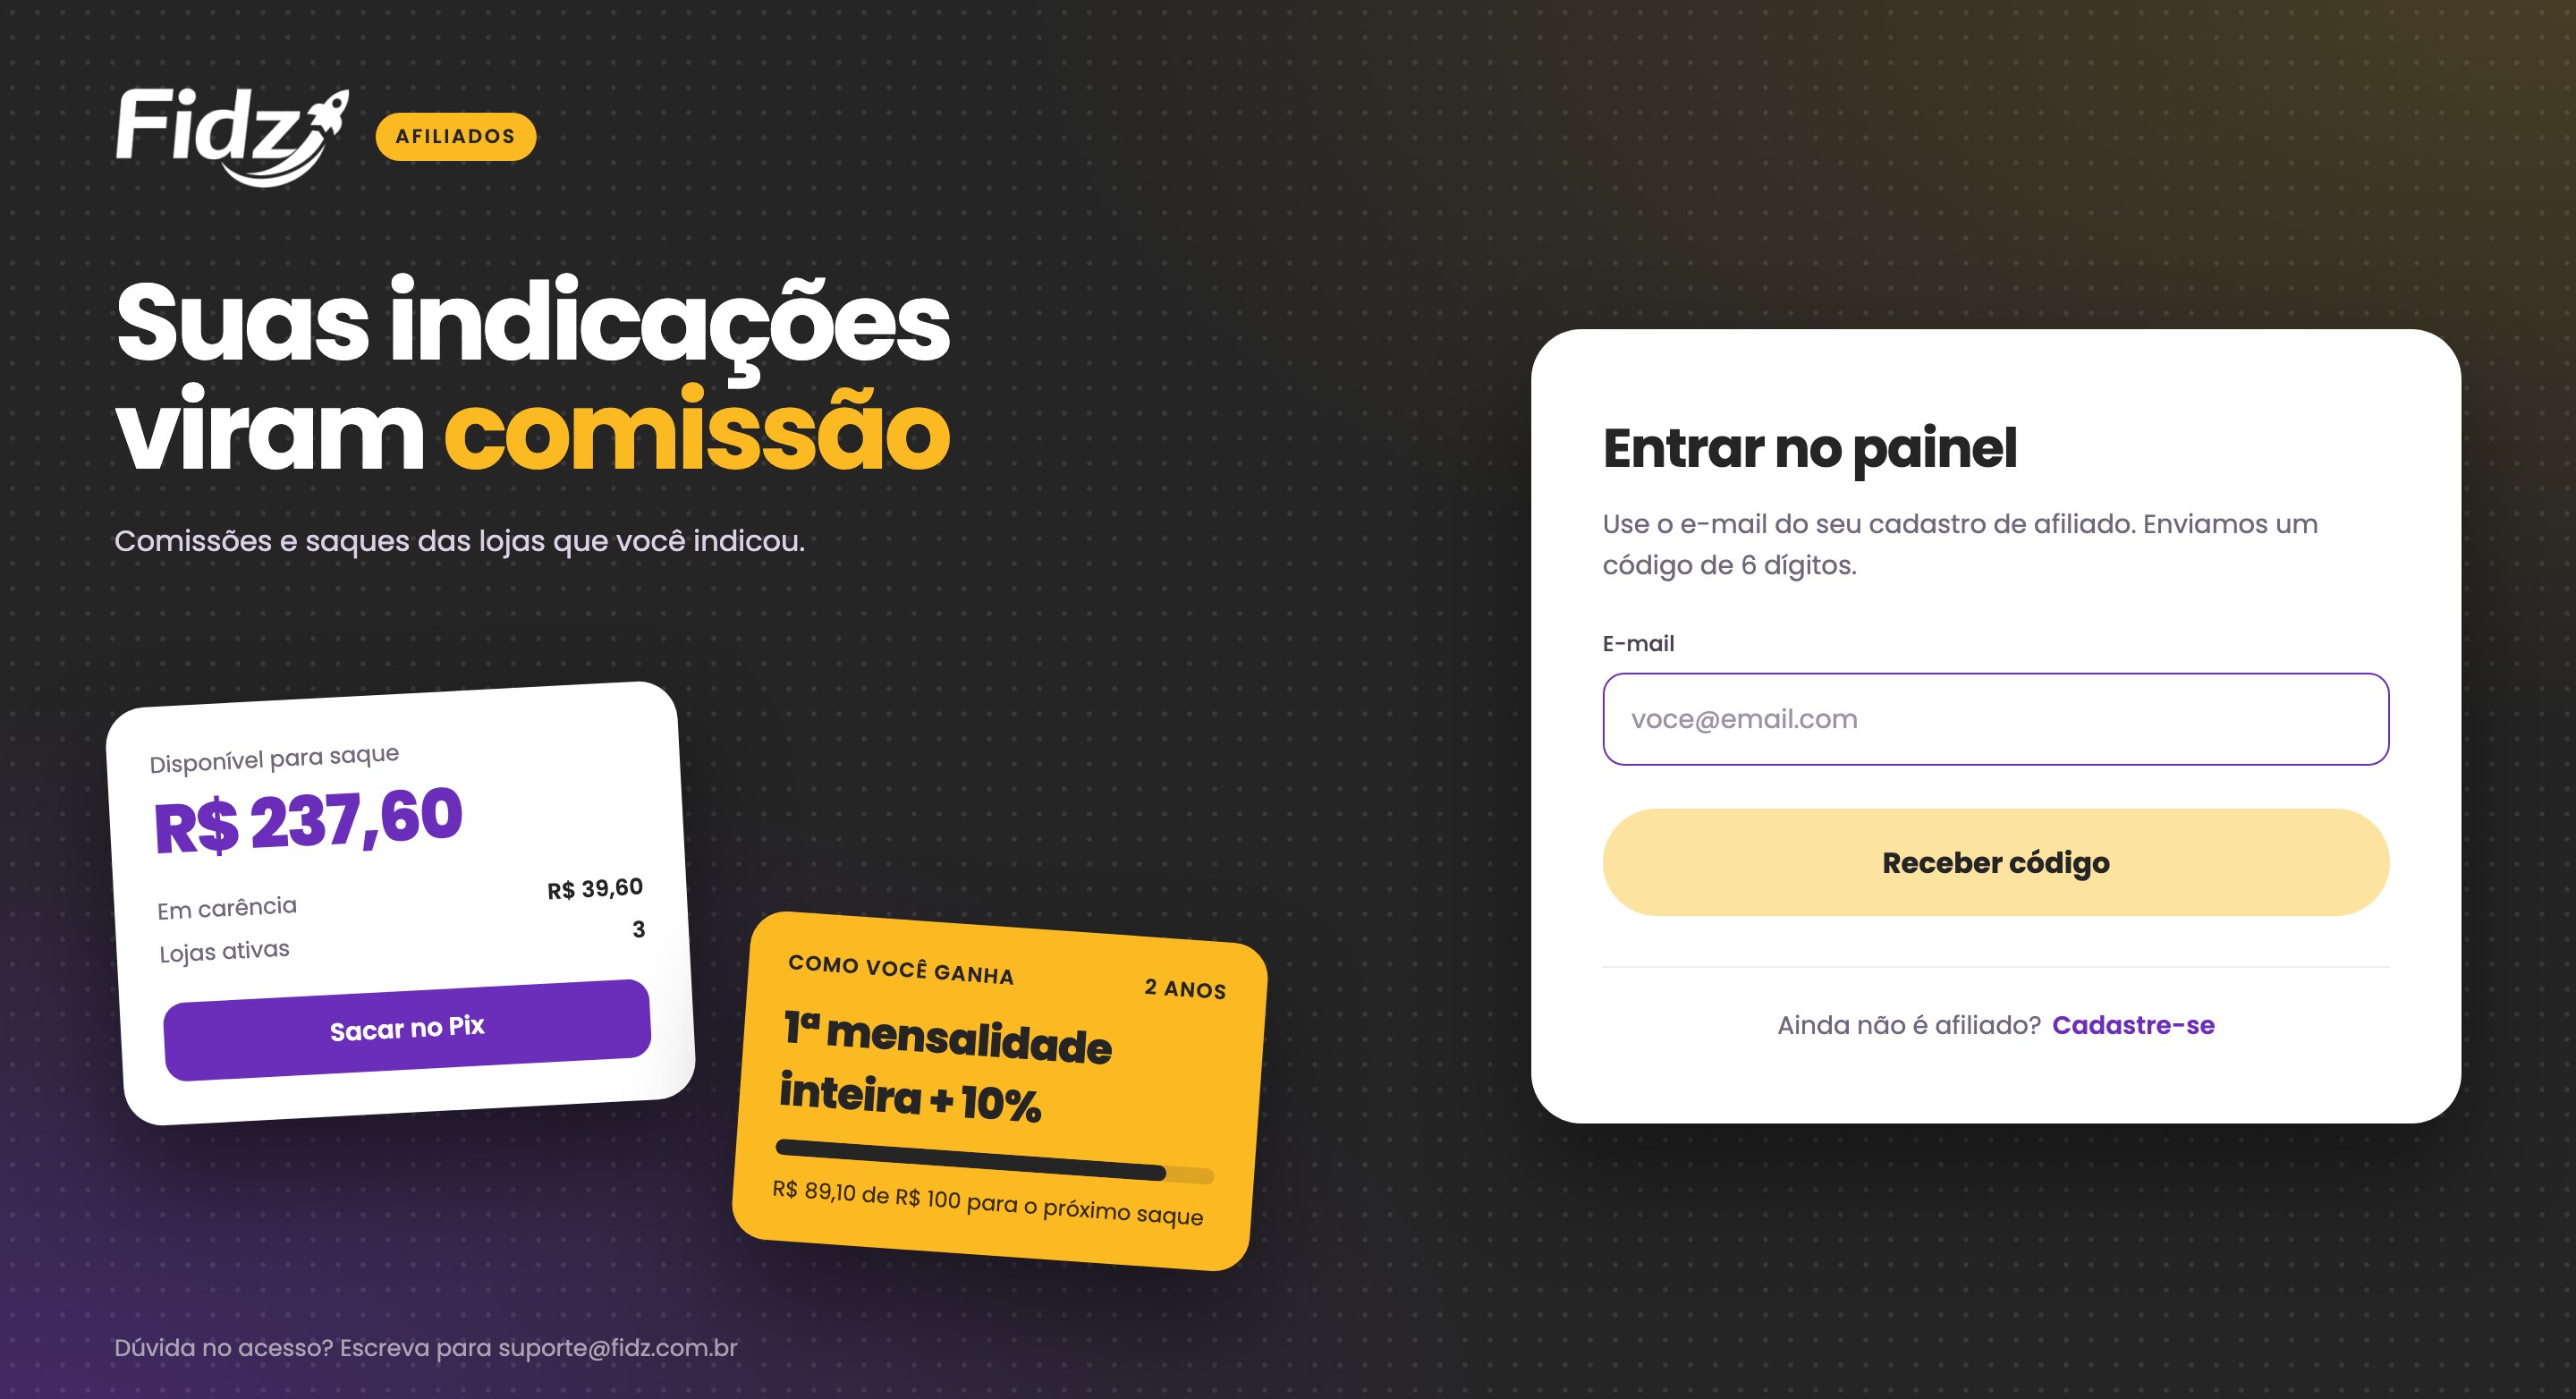 Fidz
AFILIADOS
Suas indicações
viram comissão
Comissões e saques das lojas que você indicou.
Disponível para saque
R$ 237,60
Em carência R$ 39,60
Lojas ativas 3
Sacar no Pix
COMO VOCÊ GANHA 2 ANOS
1ª mensalidade
inteira + 10%
R$ 89,10 de R$ 100 para o próximo saque
Dúvida no acesso? Escreva para suporte@fidz.com.br
Entrar no painel
Use o e-mail do seu cadastro de afiliado. Enviamos um
código de 6 dígitos.
E-mail
voce@email.com
Receber código
Ainda não é afiliado? Cadastre-se